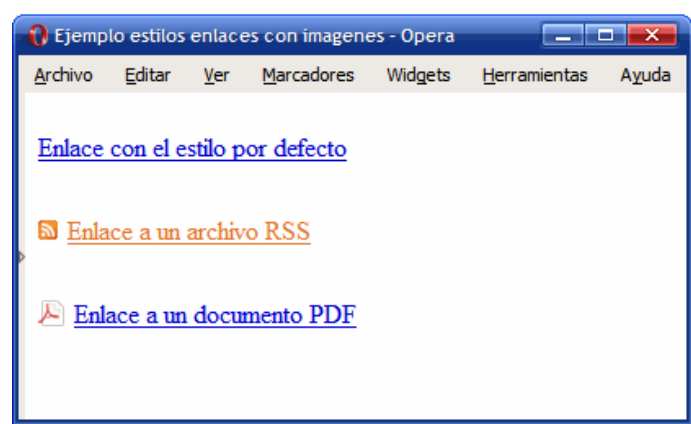 Ejemplo estilos enlaces con imagenes - Opera
Archivo Editar Ver Marcadores Widgets Herramientas Ayuda
Enlace con el estilo por defecto
Enlace a un archivo RSS
Enlace a un documento PDF